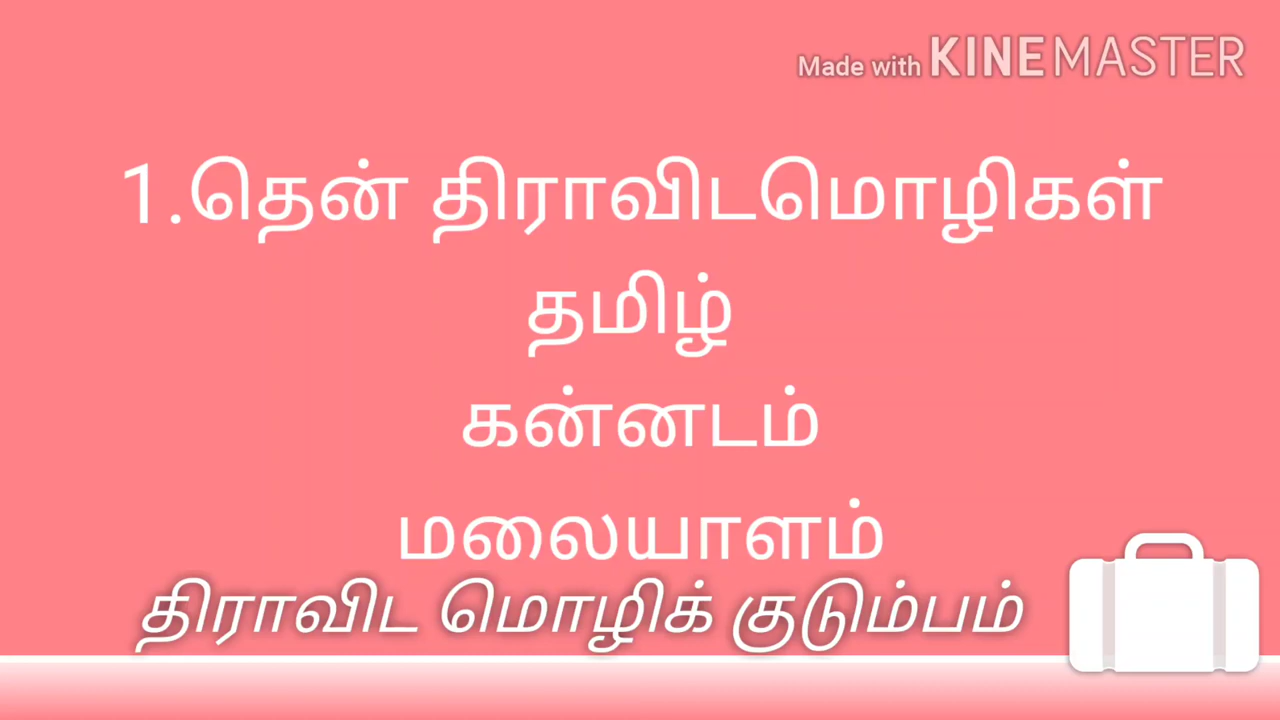 Made with KINEMASTER
1.தென் திராவிடமொழிகள்
தமிழ்
கன்னடம்
மலையாளம்
திராவிட மொழிக் குடும்பம்